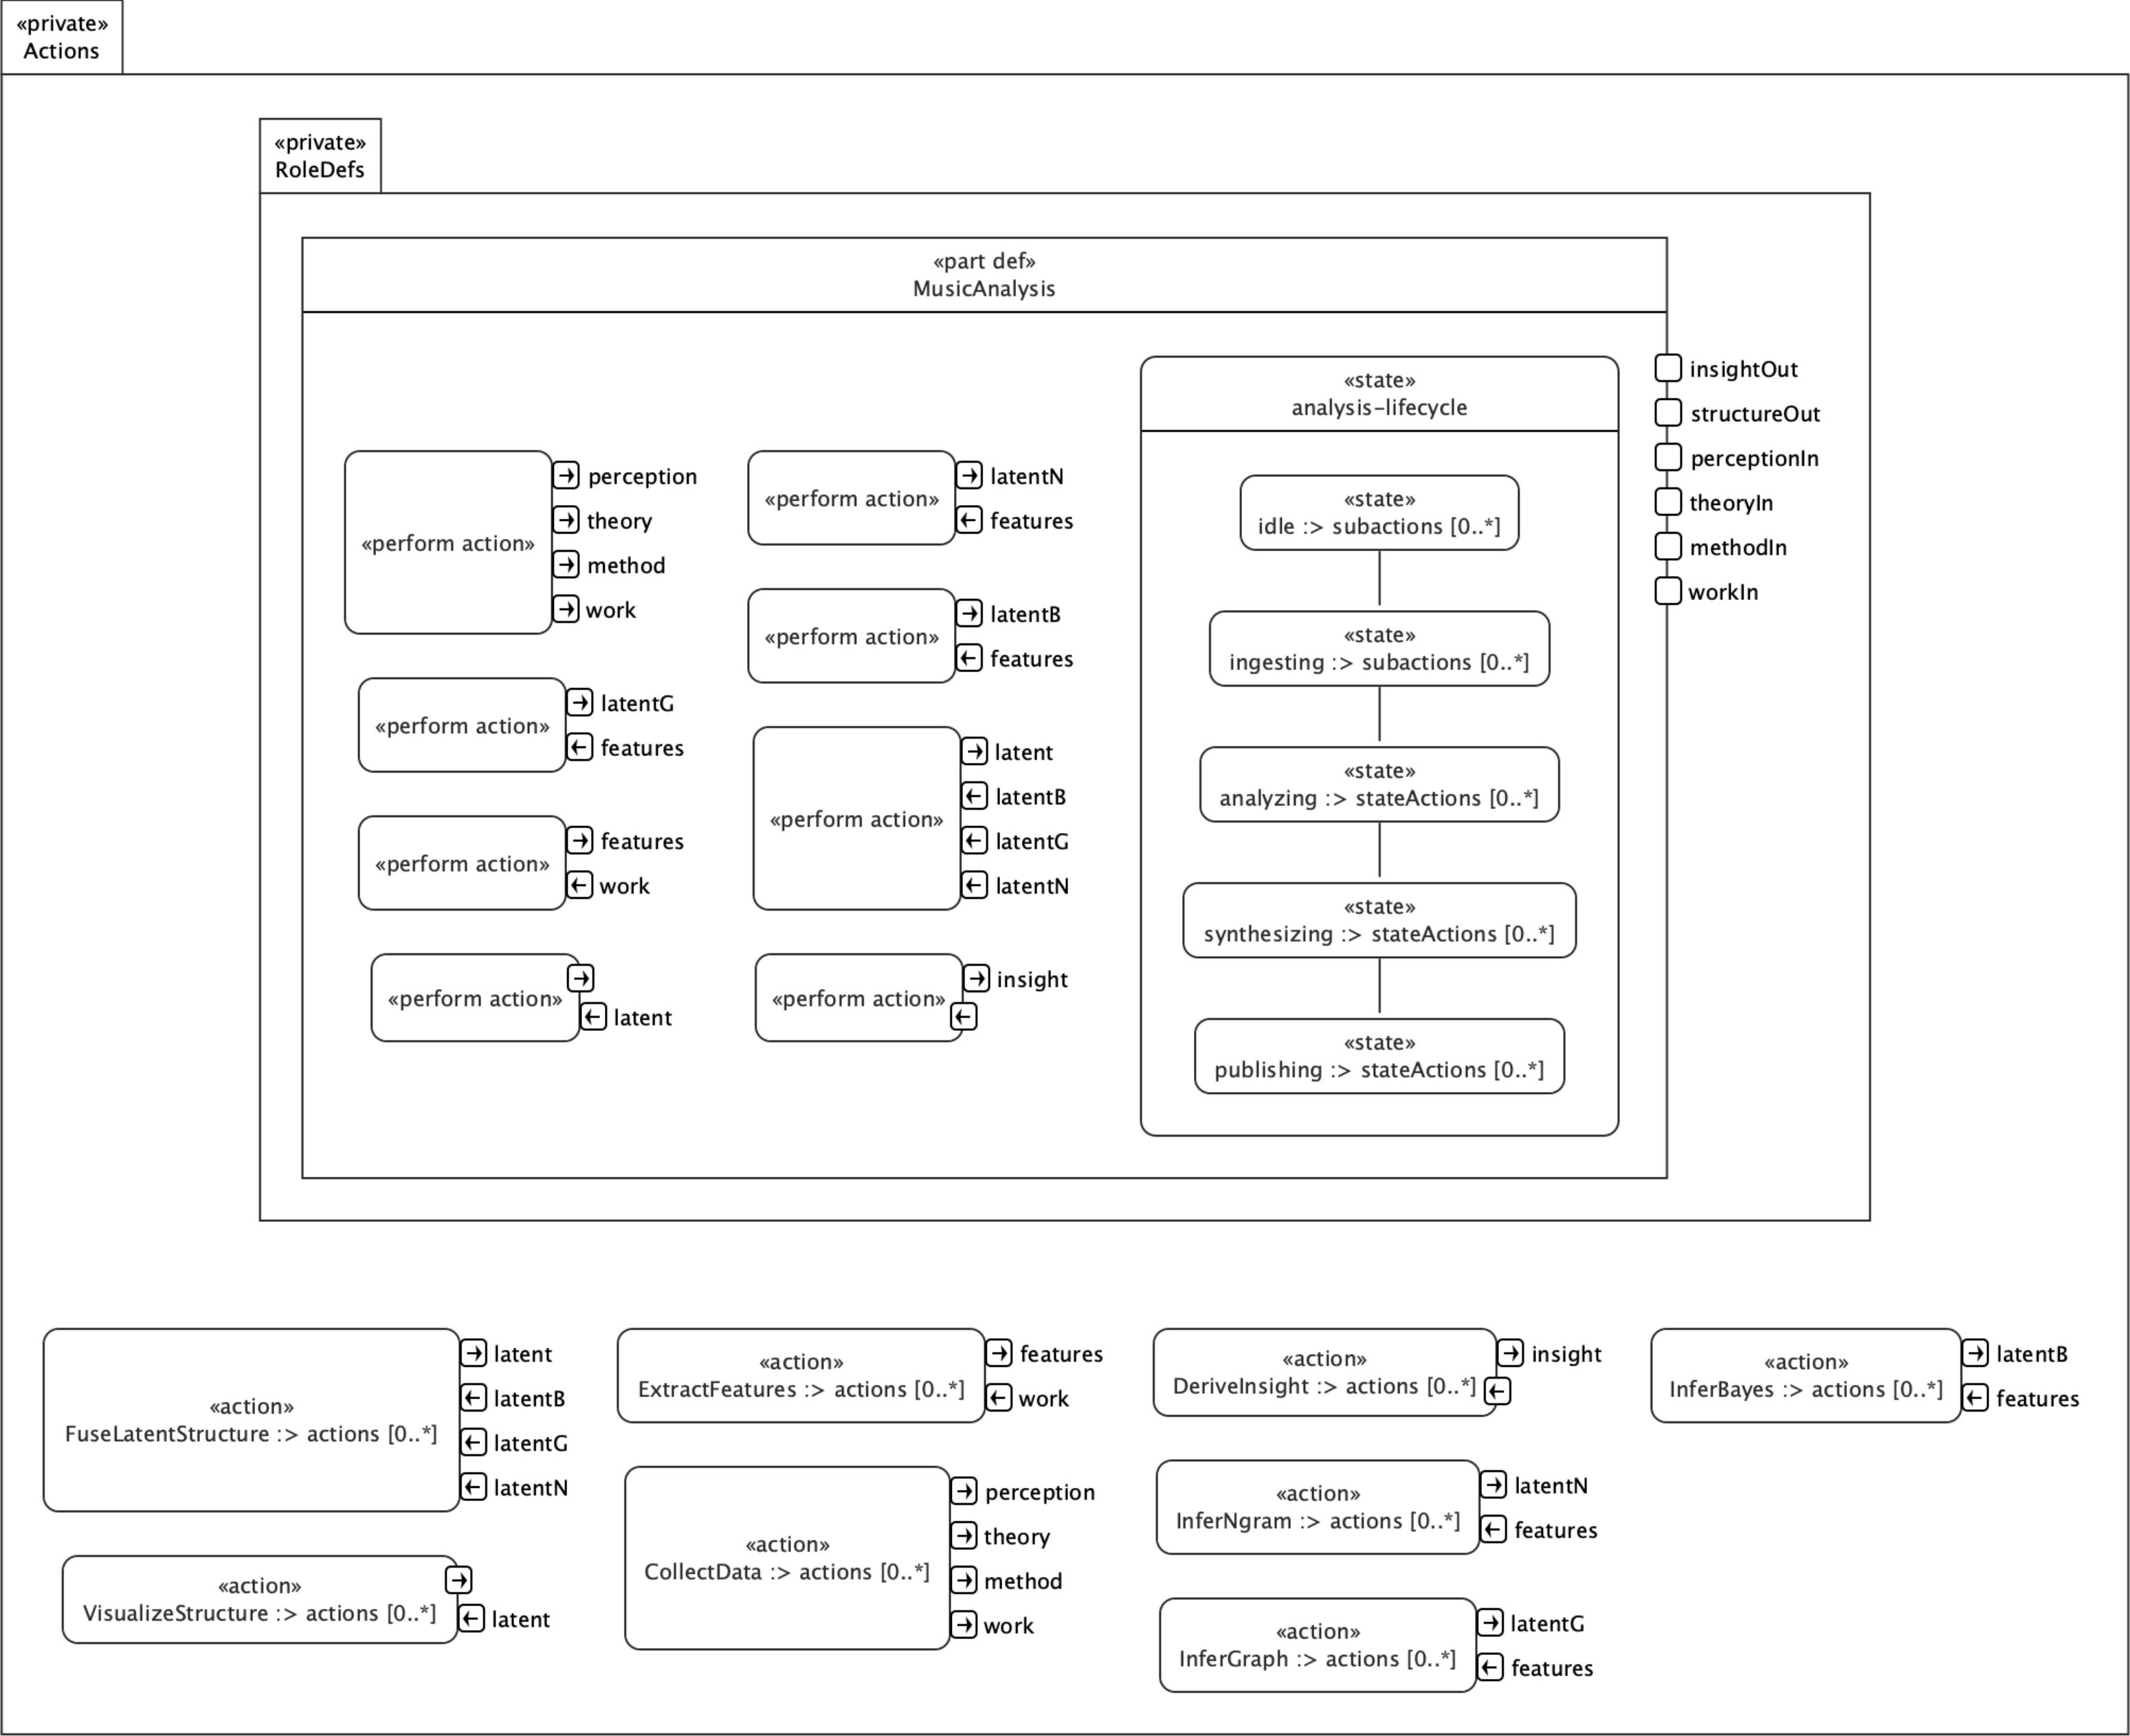 «private»
Actions
«private»
RoleDefs
«part def»
MusicAnalysis
«perform action»
perception
theory
method
work
«perform action»
latentG
features
«perform action»
features
work
«perform action»
latent
«perform action»
latentN
features
«perform action»
latentB
features
«perform action»
latent
latentB
latentG
latentN
«perform action»
insight
«state»
analysis-lifecycle
«state»
idle :> subactions [0..*]
«state»
ingesting :> subactions [0..*]
«state»
analyzing :> stateActions [0..*]
«state»
synthesizing :> stateActions [0..*]
«state»
publishing :> stateActions [0..*]
insightOut
structureOut
perceptionIn
theoryIn
methodIn
workIn
«action»
FuseLatentStructure :> actions [0..*]
latent
latentB
latentG
latentN
«action»
VisualizeStructure :> actions [0..*]
latent
«action»
ExtractFeatures :> actions [0..*]
features
work
«action»
CollectData :> actions [0..*]
perception
theory
method
work
«action»
DeriveInsight :> actions [0..*]
insight
«action»
InferNgram :> actions [0..*]
latentN
features
«action»
InferGraph :> actions [0..*]
latentG
features
«action»
InferBayes :> actions [0..*]
latentB
features